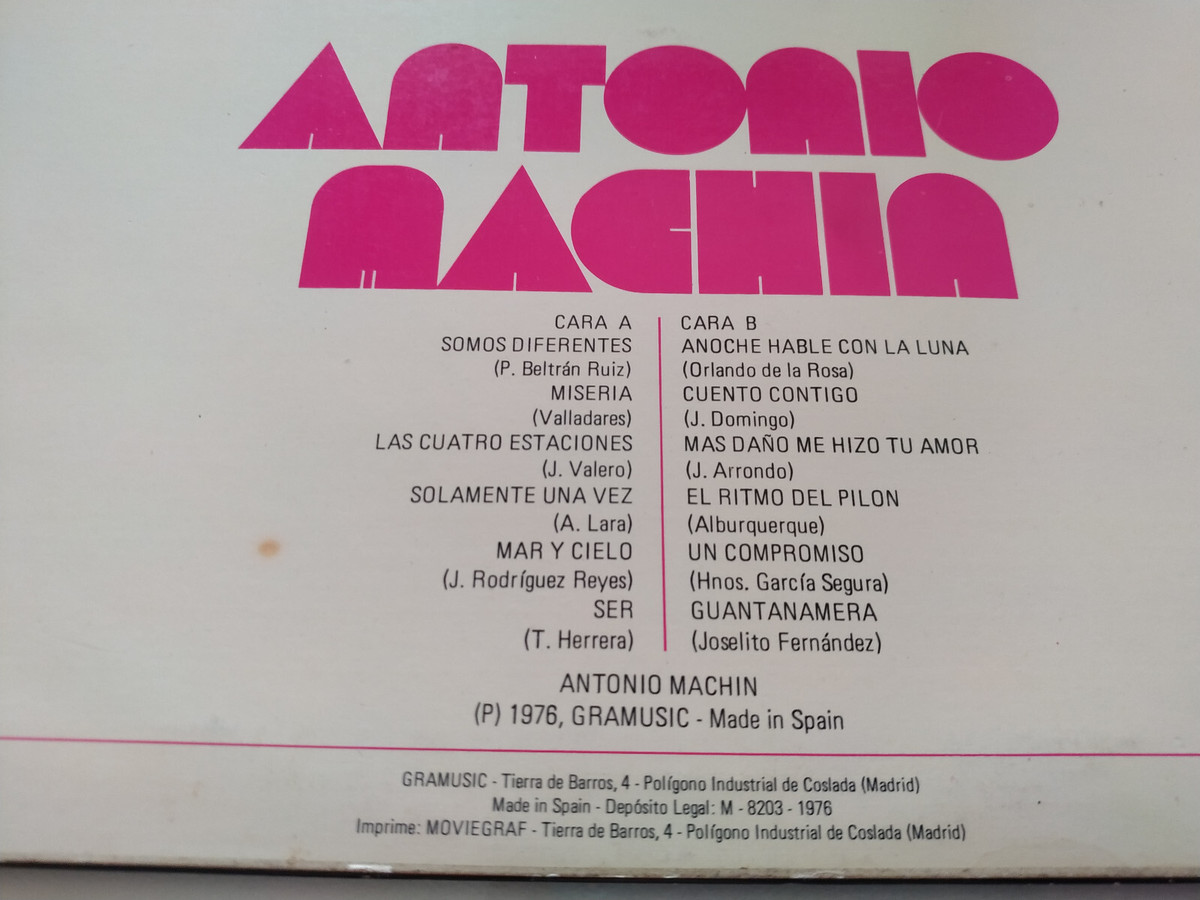 ANTONIO
MACHIN
CARA A
SOMOS DIFERENTES
(P. Beltrán Ruiz)
MISERIA
(Valladares)
LAS CUATRO ESTACIONES
(J. Valero)
SOLAMENTE UNA VEZ
(A. Lara)
MAR Y CIELO
(J. Rodríguez Reyes)
SER
(T. Herrera)
CARA B
ANOCHE HABLE CON LA LUNA
(Orlando de la Rosa)
CUENTO CONTIGO
(J. Domingo)
MAS DAÑO ME HIZO TU AMOR
(J. Arrondo)
EL RITMO DEL PILON
(Alburquerque)
UN COMPROMISO
(Hnos. García Segura)
GUANTANAMERA
(Joselito Fernández)
ANTONIO MACHIN
(P) 1976, GRAMUSIC - Made in Spain
GRAMUSIC - Tierra de Barros, 4 - Polígono Industrial de Coslada (Madrid)
Made in Spain - Depósito Legal: M - 8203 - 1976
Imprime: MOVIEGRAF - Tierra de Barros, 4 - Polígono Industrial de Coslada (Madrid)